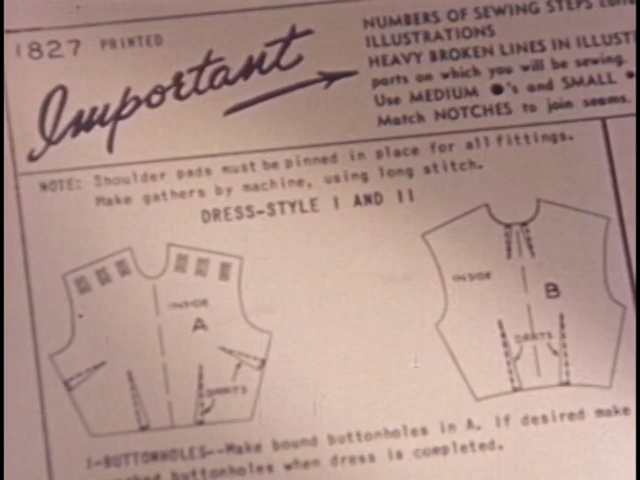 1827 PRINTED
Important
NUMBERS OF SEWING STEPS
ILLUSTRATIONS
HEAVY BROKEN LINES IN
parts on which you will be sewing.
Use MEDIUM ●'s and SMALL
Match NOTCHES to join seams.
NOTE: Shoulder pads must be pinned in place for all fittings.
Make gathers by machine, using long stitch.
DRESS-STYLE I AND II
INSIDE
A
DARTS
INSIDE
B
DARTS
I-BUTTONHOLES--Make bound buttonholes in A. If desired make
buttonholes when dress is completed.